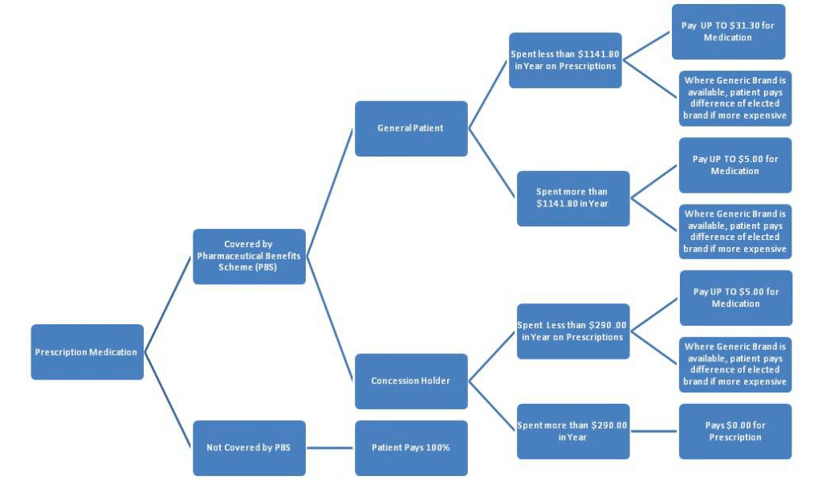 Prescription Medication
Covered by
Pharmaceutical Benefits
Scheme (PBS)
Not Covered by PBS
General Patient
Concession Holder
Patient Pays 100%
Spent less than $1141.80
in Year on Prescriptions
Spent more than
$1141.80 in Year
Spent Less than $290 .00
in Year on Prescriptions
Spent more than $290.00
in Year
Pay UP TO $31.30 for
Medication
Where Generic Brand is
available, patient pays
difference of elected
brand if more expensive
Pay UP TO $5.00 for
Medication
Where Generic Brand is
available, patient pays
difference of elected
brand if more expensive
Pay UP TO $5.00 for
Medication
Where Generic Brand is
available, patient pays
difference of elected
brand if more expensive
Pays $0.00 for
Prescription